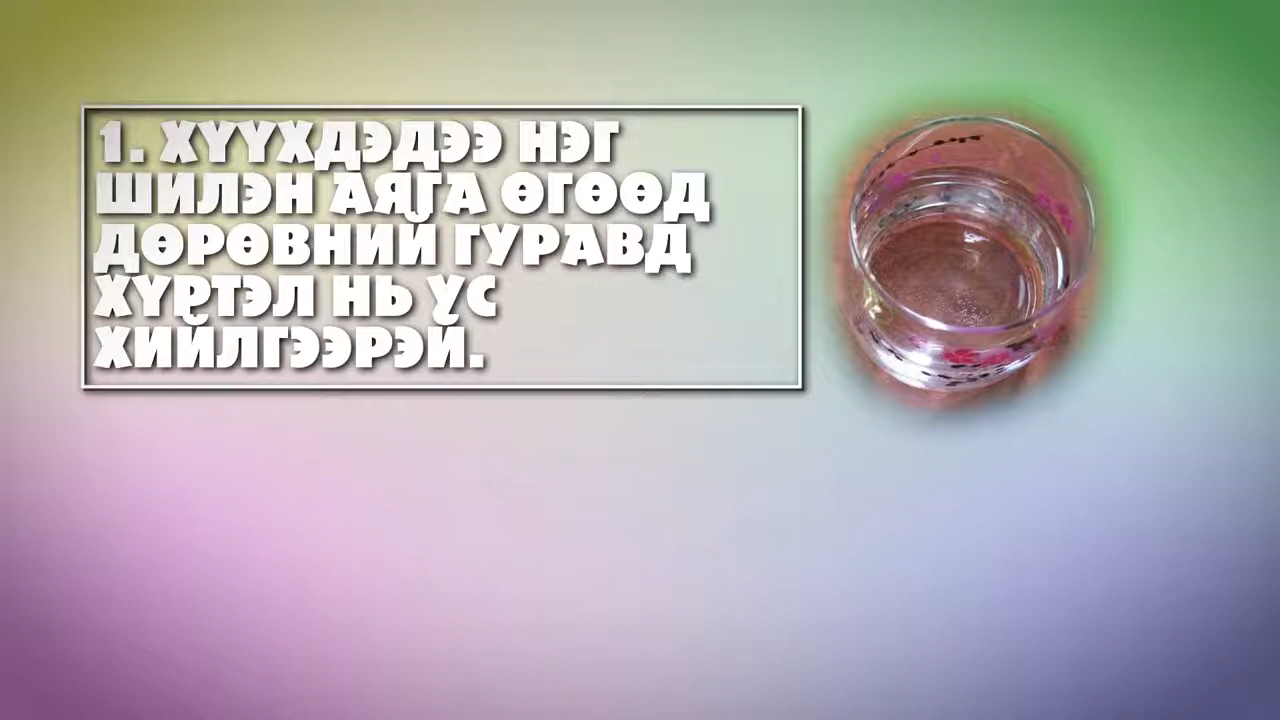 1. ХҮҮХДЭДЭЭ НЭГ
ШИЛЭН АЯГА ӨГӨӨД
ДӨРӨВНИЙ ГУРАВД
ХҮРТЭЛ НЬ УС
ХИЙЛГЭЭРЭЙ.